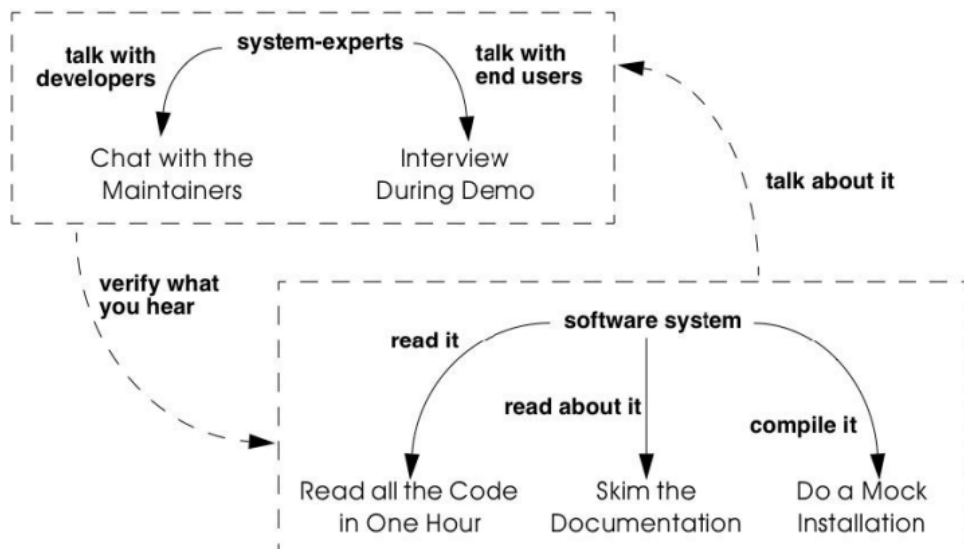 system-experts
talk with
developers
talk with
end users
Chat with the
Maintainers
Interview
During Demo
talk about it
verify what
you hear
software system
read it
read about it
compile it
Read all the Code
in One Hour
Skim the
Documentation
Do a Mock
Installation